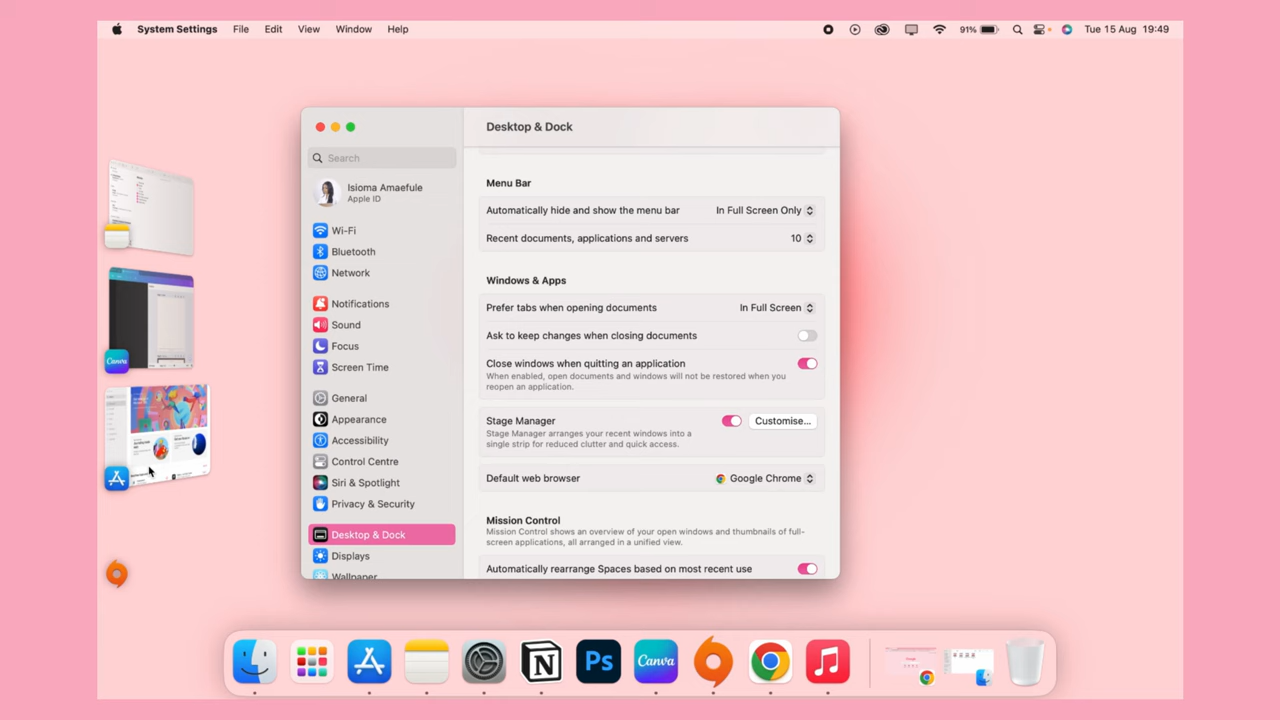 System Settings File Edit View Window Help 91% Tue 15 Aug 19:49
Desktop & Dock
Search
Isioma Amaefule
Apple ID
Wi-Fi
Bluetooth
Network
Notifications
Sound
Focus
Screen Time
General
Appearance
Accessibility
Control Centre
Siri & Spotlight
Privacy & Security
Desktop & Dock
Displays
Wallpaper
Menu Bar
Automatically hide and show the menu bar In Full Screen Only
Recent documents, applications and servers 10
Windows & Apps
Prefer tabs when opening documents In Full Screen
Ask to keep changes when closing documents
Close windows when quitting an application
When enabled, open documents and windows will not be restored when you
reopen an application.
Stage Manager Customise...
Stage Manager arranges your recent windows into a
single strip for reduced clutter and quick access.
Default web browser Google Chrome
Mission Control
Mission Control shows an overview of your open windows and thumbnails of full-
screen applications, all arranged in a unified view.
Automatically rearrange Spaces based on most recent use
Canva
N Ps Canva